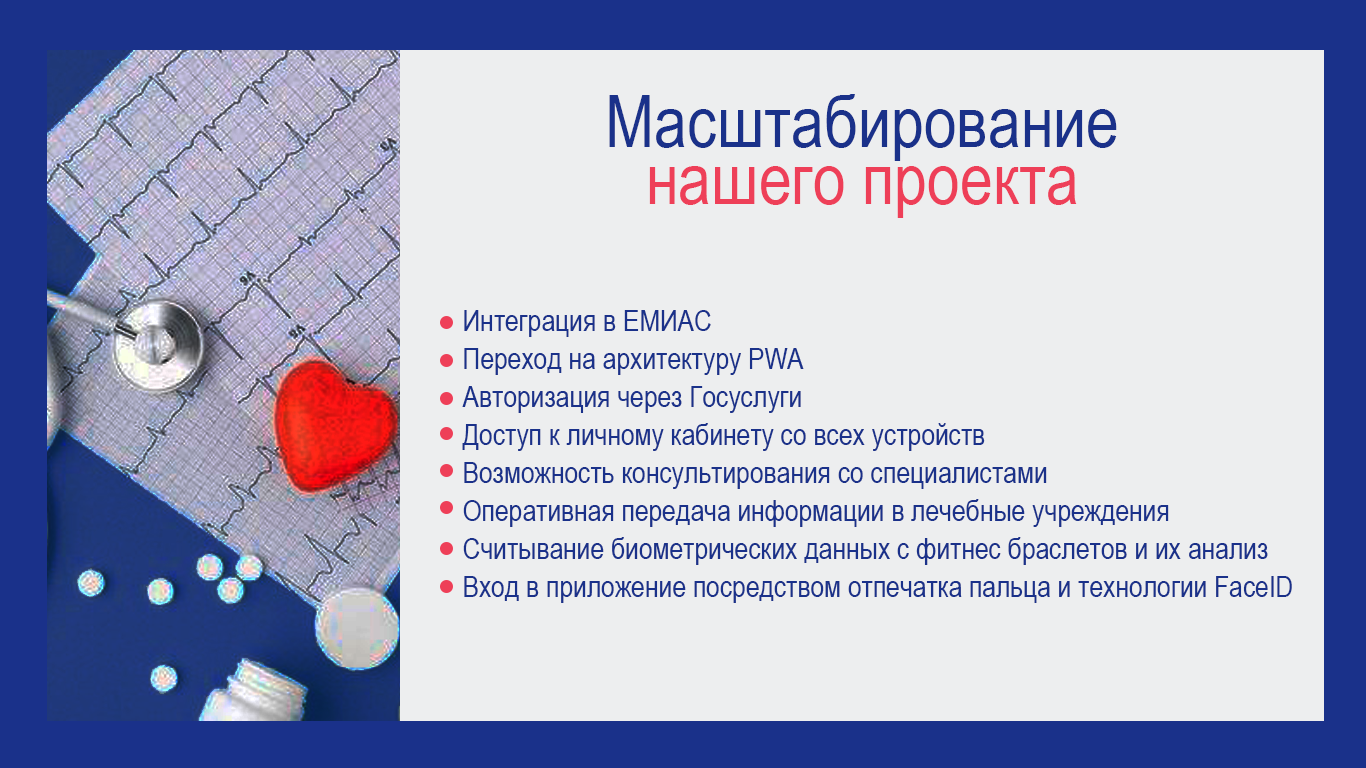 Масштабирование
нашего проекта
Интеграция в ЕМИАС
Переход на архитектуру PWA
Авторизация через Госуслуги
Доступ к личному кабинету со всех устройств
Возможность консультирования со специалистами
Оперативная передача информации в лечебные учреждения
Считывание биометрических данных с фитнес браслетов и их анализ
Вход в приложение посредством отпечатка пальца и технологии FaceID